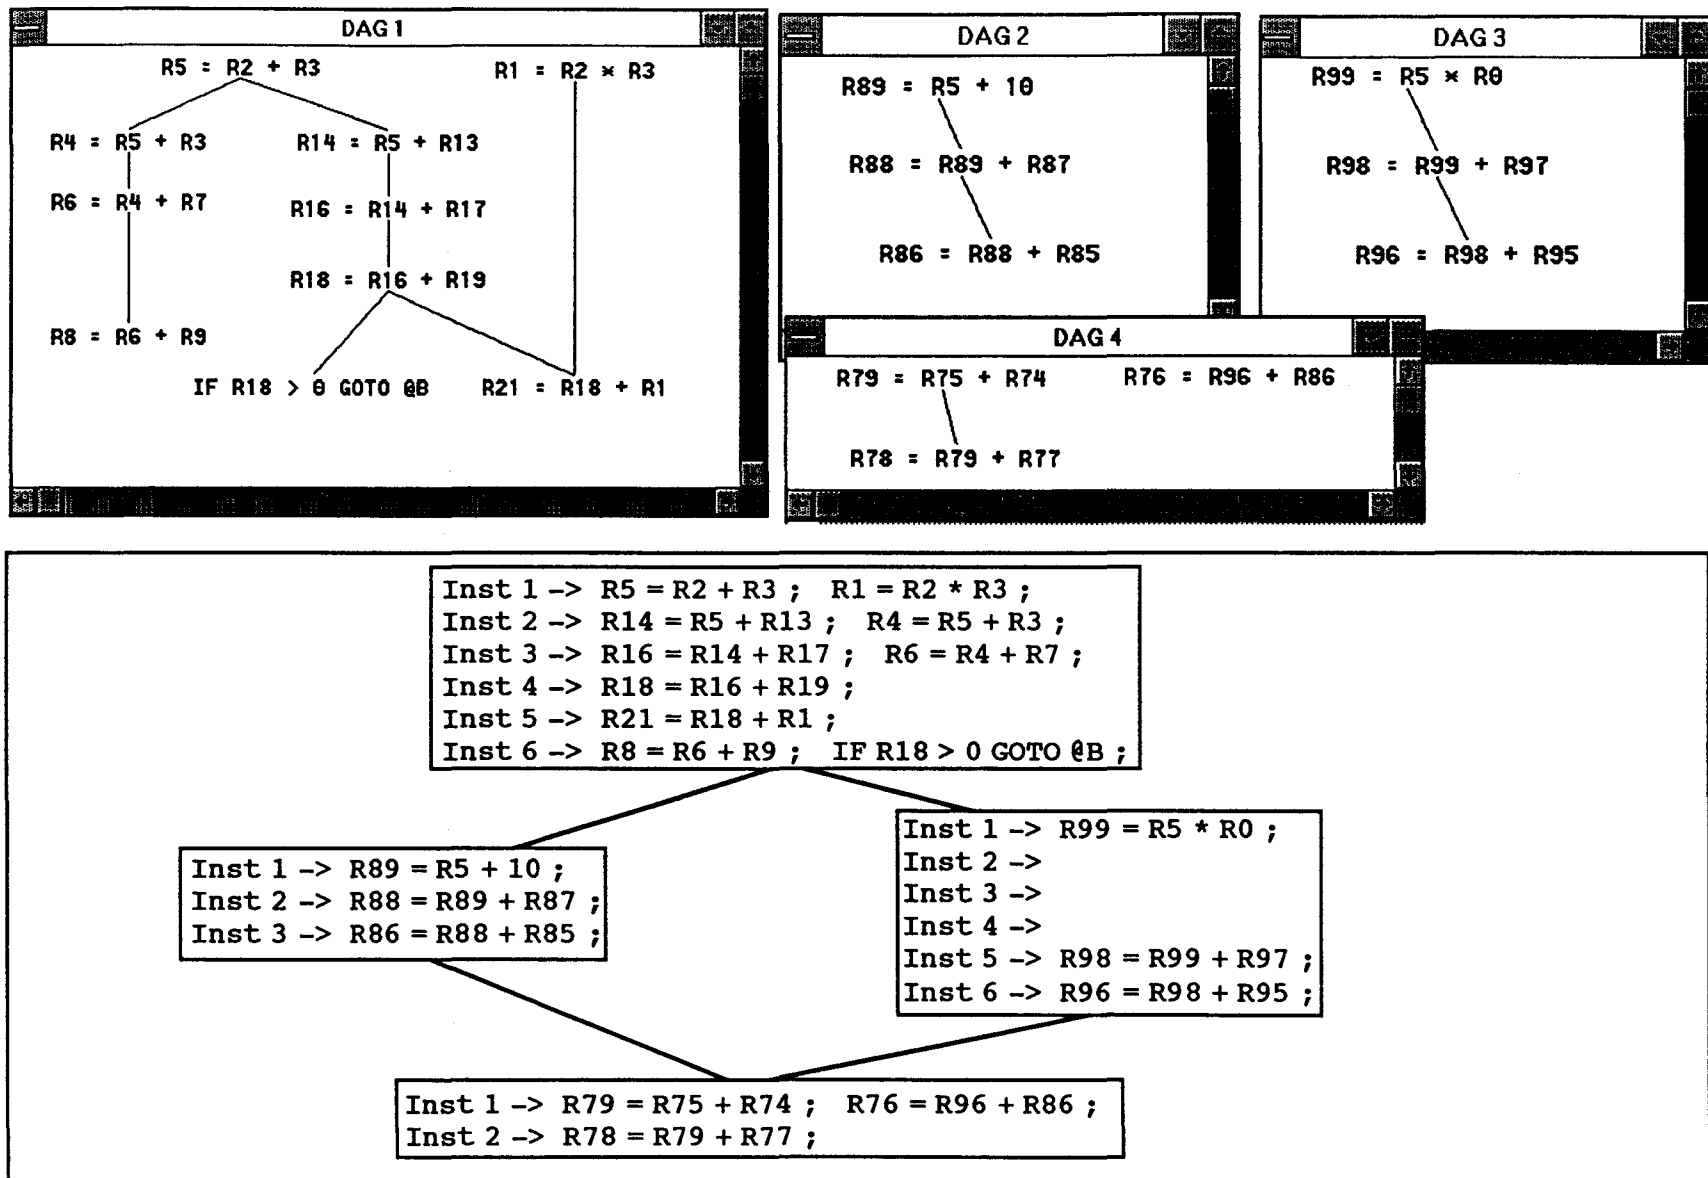 DAG 1
R5 = R2 + R3
R1 = R2 * R3
R4 = R5 + R3
R14 = R5 + R13
R6 = R4 + R7
R16 = R14 + R17
R18 = R16 + R19
R8 = R6 + R9
IF R18 > 0 GOTO @B
R21 = R18 + R1
DAG 2
R89 = R5 + 10
R88 = R89 + R87
R86 = R88 + R85
DAG 3
R99 = R5 * R0
R98 = R99 + R97
R96 = R98 + R95
DAG 4
R79 = R75 + R74
R76 = R96 + R86
R78 = R79 + R77
Inst 1 -> R5 = R2 + R3 ; R1 = R2 * R3 ;
Inst 2 -> R14 = R5 + R13 ; R4 = R5 + R3 ;
Inst 3 -> R16 = R14 + R17 ; R6 = R4 + R7 ;
Inst 4 -> R18 = R16 + R19 ;
Inst 5 -> R21 = R18 + R1 ;
Inst 6 -> R8 = R6 + R9 ; IF R18 > 0 GOTO @B ;
Inst 1 -> R89 = R5 + 10 ;
Inst 2 -> R88 = R89 + R87 ;
Inst 3 -> R86 = R88 + R85 ;
Inst 1 -> R99 = R5 * R0 ;
Inst 2 ->
Inst 3 ->
Inst 4 ->
Inst 5 -> R98 = R99 + R97 ;
Inst 6 -> R96 = R98 + R95 ;
Inst 1 -> R79 = R75 + R74 ; R76 = R96 + R86 ;
Inst 2 -> R78 = R79 + R77 ;